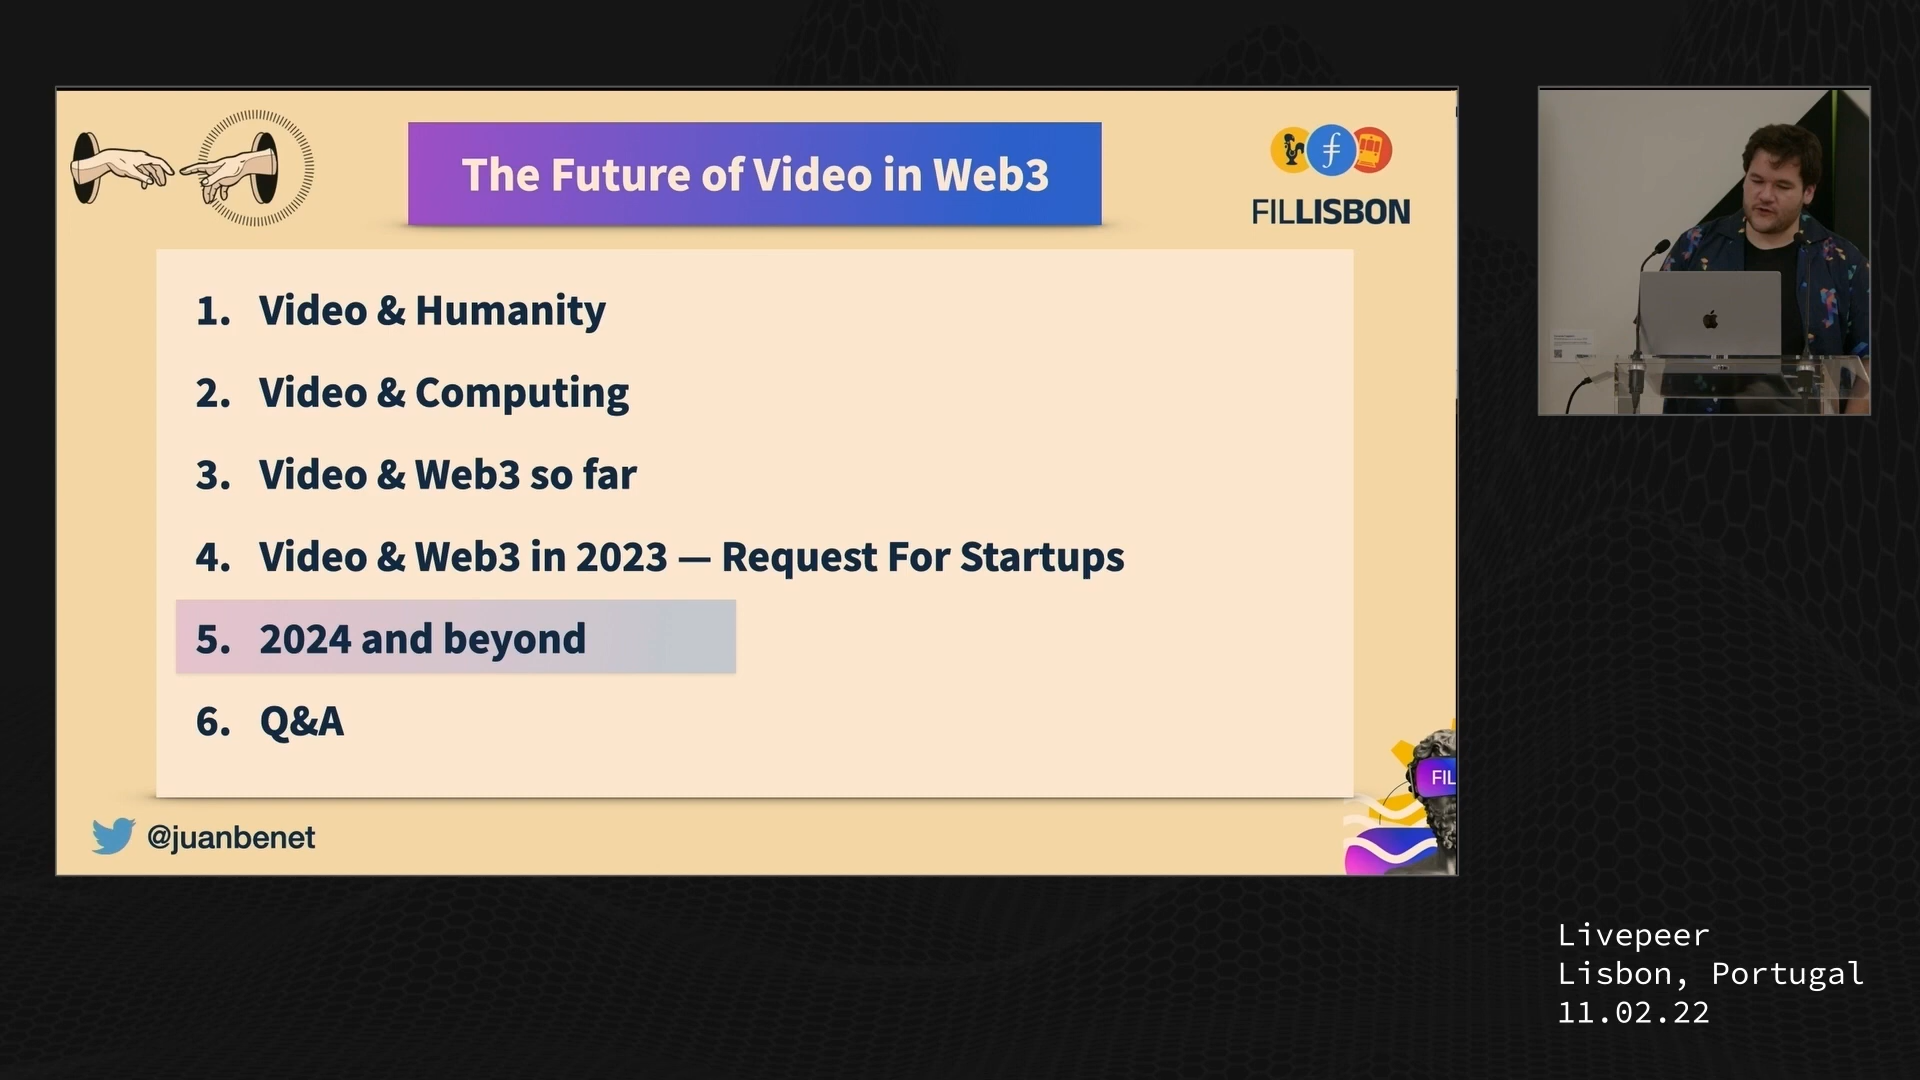 The Future of Video in Web3
FILLISBON
1. Video & Humanity
2. Video & Computing
3. Video & Web3 so far
4. Video & Web3 in 2023 — Request For Startups
5. 2024 and beyond
6. Q&A
FIL
@juanbenet
Livepeer
Lisbon, Portugal
11.02.22